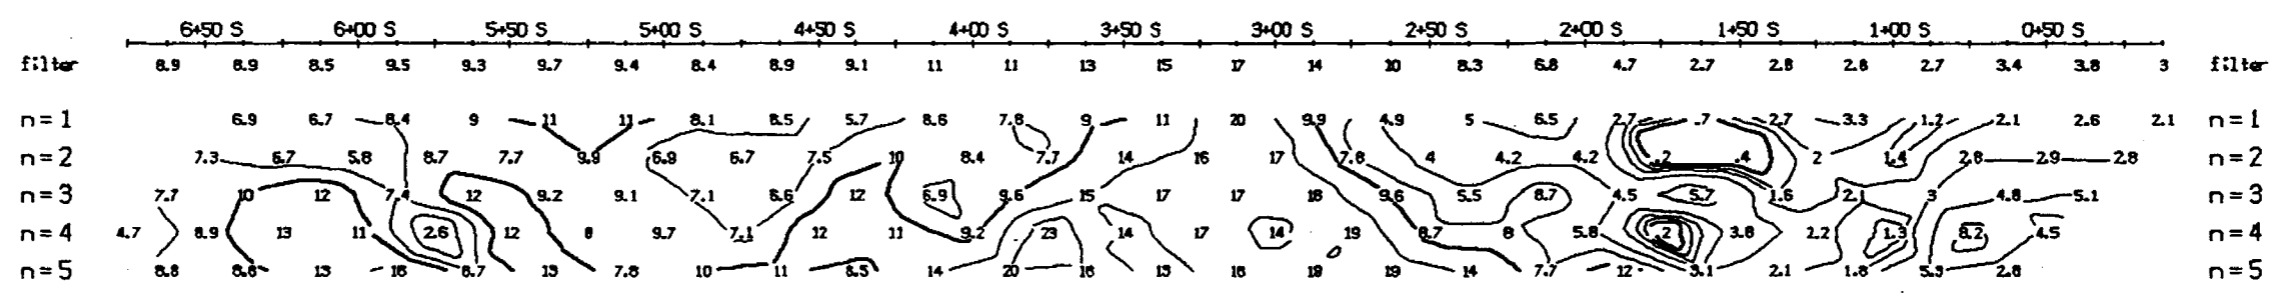 6+50 S 6+00 S 5+50 S 5+00 S 4+50 S 4+00 S 3+50 S 3+00 S 2+50 S 2+00 S 1+50 S 1+00 S 0+50 S
filter 8.9 8.9 8.5 9.5 9.3 9.7 9.4 8.4 8.9 9.1 11 11 13 15 17 14 10 8.3 6.8 4.7 2.7 2.8 2.6 2.7 3.4 3.8 3 filter
n=1 6.9 6.7 8.4 9 11 11 8.1 8.5 5.7 8.6 7.8 9 11 20 9.9 4.9 5 6.5 2.7 .7 2.7 3.3 1.2 2.1 2.6 2.1 n=1
n=2 7.3 6.7 5.8 8.7 7.7 9.9 6.9 6.7 7.5 10 8.4 7.7 14 16 17 7.8 4 4.2 4.2 .2 .4 2 1.4 2.8 2.9 2.8 n=2
n=3 7.7 10 12 7.4 12 9.2 9.1 7.1 6.6 12 6.9 9.6 15 17 17 18 9.6 5.5 8.7 4.5 5.7 1.6 2.1 3 4.8 5.1 n=3
n=4 4.7 8.9 13 11 2.6 12 8 9.7 7.1 12 11 9.2 23 14 17 14 19 8.7 8 5.8 .2 3.8 2.2 1.3 8.2 4.5 n=4
n=5 8.8 8.6 13 16 6.7 13 7.8 10 11 8.5 14 20 16 13 16 19 19 14 7.7 12 3.1 2.1 1.8 5.3 2.8 n=5